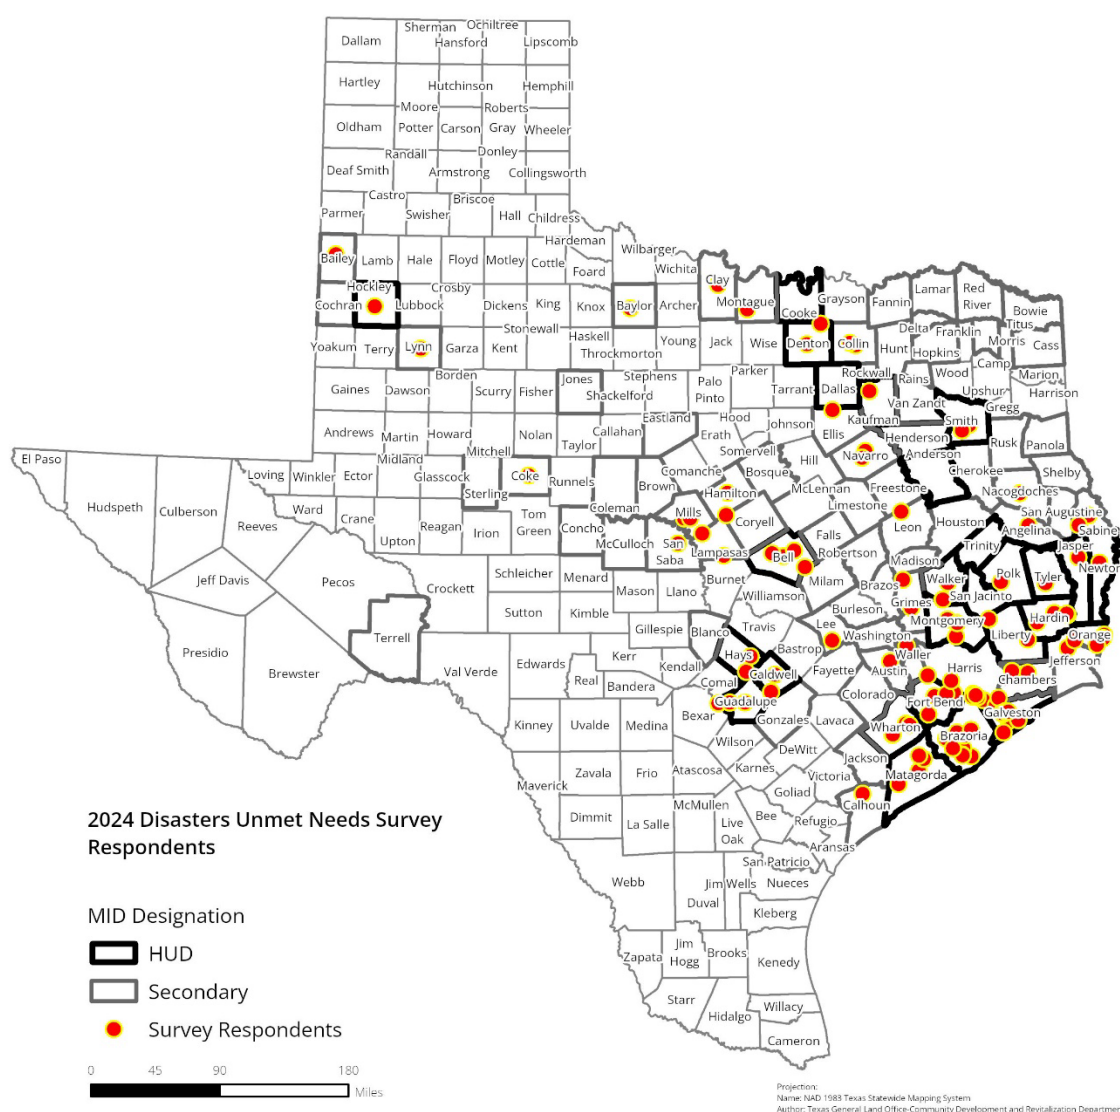 Sherman Ochiltree
Dallam Hansford Lipscomb
Hartley Hutchinson Hemphill
Moore Roberts
Oldham Potter Carson Gray Wheeler
Randall Donley
Deaf Smith Armstrong Collingsworth
Castro Briscoe
Parmer Swisher Hall Childress
Hardeman Wilbarger
Bailey Lamb Hale Floyd Motley Cottle Foard Wichita
Clay
Hockley Crosby
Cochran Lubbock Dickens King Knox Baylor Archer Montague Cooke Grayson Fannin Lamar Red
River
Bowie
Stonewall Haskell Delta Franklin Titus
Yoakum Terry Lynn Garza Kent Throckmorton Young Jack Wise Denton Collin Hunt Hopkins Morris Cass
Borden Jones Stephens Parker Rockwall Rains Wood Camp Marion
Gaines Dawson Scurry Fisher Shackelford Palo
Pinto
Tarrant Dallas Van Zandt Upshur Harrison
Eastland Hood Kaufman Smith Gregg
Andrews Martin Howard Mitchell Nolan Taylor Callahan Erath Johnson Ellis Henderson Rusk Panola
Somervell Navarro Anderson
El Paso Loving Winkler Ector Midland Glasscock Sterling Coke Runnels Coleman Brown Comanche Bosque Hill Freestone Cherokee Shelby
Hudspeth Culberson Reeves Ward Crane Upton Reagan Irion Tom
Green
Concho McCulloch Mills Hamilton Coryell McLennan Limestone Leon Houston Nacogdoches San Augustine
Angelina Sabine
San
Saba
Lampasas Bell Falls Robertson Madison Trinity Jasper Newton
Jeff Davis Pecos Crockett Schleicher Menard Mason Llano Burnet Williamson Milam Brazos Walker Polk Tyler
Sutton Kimble Burleson Grimes San Jacinto
Gillespie Blanco Travis Lee Washington Montgomery Liberty Hardin Orange
Presidio Brewster Terrell Val Verde Edwards Kerr Kendall Hays Bastrop Waller Jefferson
Real Bandera Comal Caldwell Fayette Austin Harris Chambers
Kinney Uvalde Medina Bexar Guadalupe Gonzales Lavaca Colorado Fort Bend Galveston
Wilson DeWitt Wharton Brazoria
Maverick Zavala Frio Atascosa Karnes Victoria Jackson Matagorda
Goliad Calhoun
Dimmit La Salle McMullen Live
Oak
Bee Refugio
Aransas
San Patricio
Webb Duval Jim Wells Nueces
Kleberg
Zapata Jim
Hogg
Brooks Kenedy
Starr Hidalgo Willacy
Cameron
2024 Disasters Unmet Needs Survey
Respondents
MID Designation
HUD
Secondary
Survey Respondents
0 45 90 180
Miles
Projection:
Name: NAD 1983 Texas Statewide Mapping System
Author: Texas General Land Office-Community Development and Revitalization Departmen